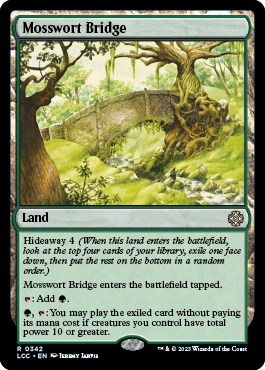 Mosswort Bridge
Land
Hideaway 4 (When this land enters the battlefield,
look at the top four cards of your library, exile one face
down, then put the rest on the bottom in a random
order.)
Mosswort Bridge enters the battlefield tapped.
: Add .
, : You may play the exiled card without paying
its mana cost if creatures you control have total
power 10 or greater.
R 0342
LCC • EN Jeremy Jarvis
™ & © 2023 Wizards of the Coast